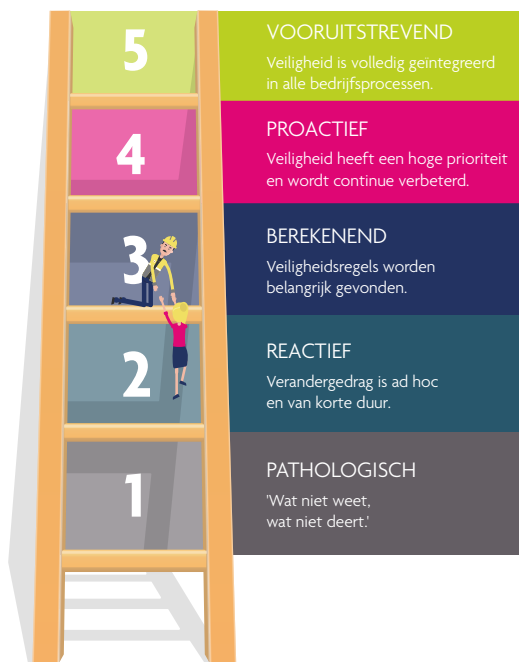 5
VOORUITSTREVEND
Veiligheid is volledig geïntegreerd
in alle bedrijfsprocessen.
4
PROACTIEF
Veiligheid heeft een hoge prioriteit
en wordt continue verbeterd.
3
BEREKENEND
Veiligheidsregels worden
belangrijk gevonden.
2
REACTIEF
Verandergedrag is ad hoc
en van korte duur.
1
PATHOLOGISCH
'Wat niet weet,
wat niet deert.'